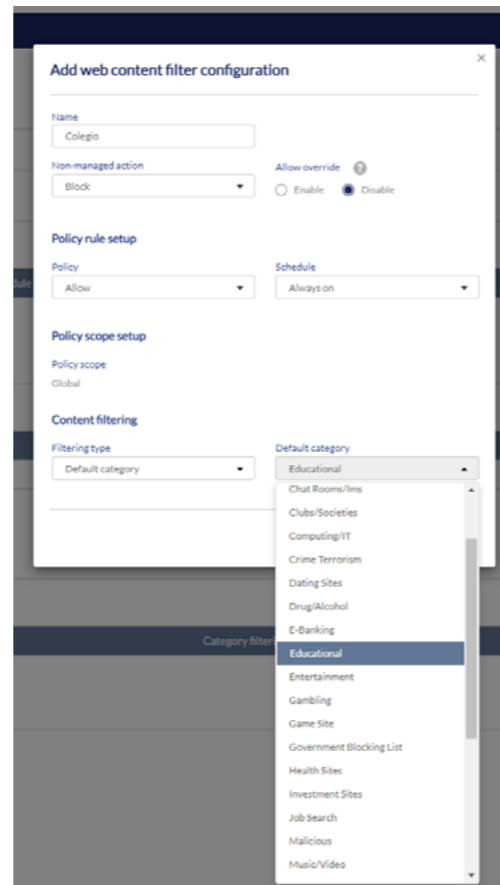 ×
Add web content filter configuration
Name
Colegio
Non-managed action
Allow override ?
Block
Enable
Disable
Policy rule setup
Policy
Schedule
Allow
Always on
Policy scope setup
Policy scope
Global
Content filtering
Filtering type
Default category
Default category
Educational
Chat Rooms/Ims
Clubs/Societies
Computing/IT
Crime Terrorism
Dating Sites
Drug/Alcohol
E-Banking
Educational
Entertainment
Gambling
Game Site
Government Blocking List
Health Sites
Investment Sites
Job Search
Malicious
Music/Video
Category filter